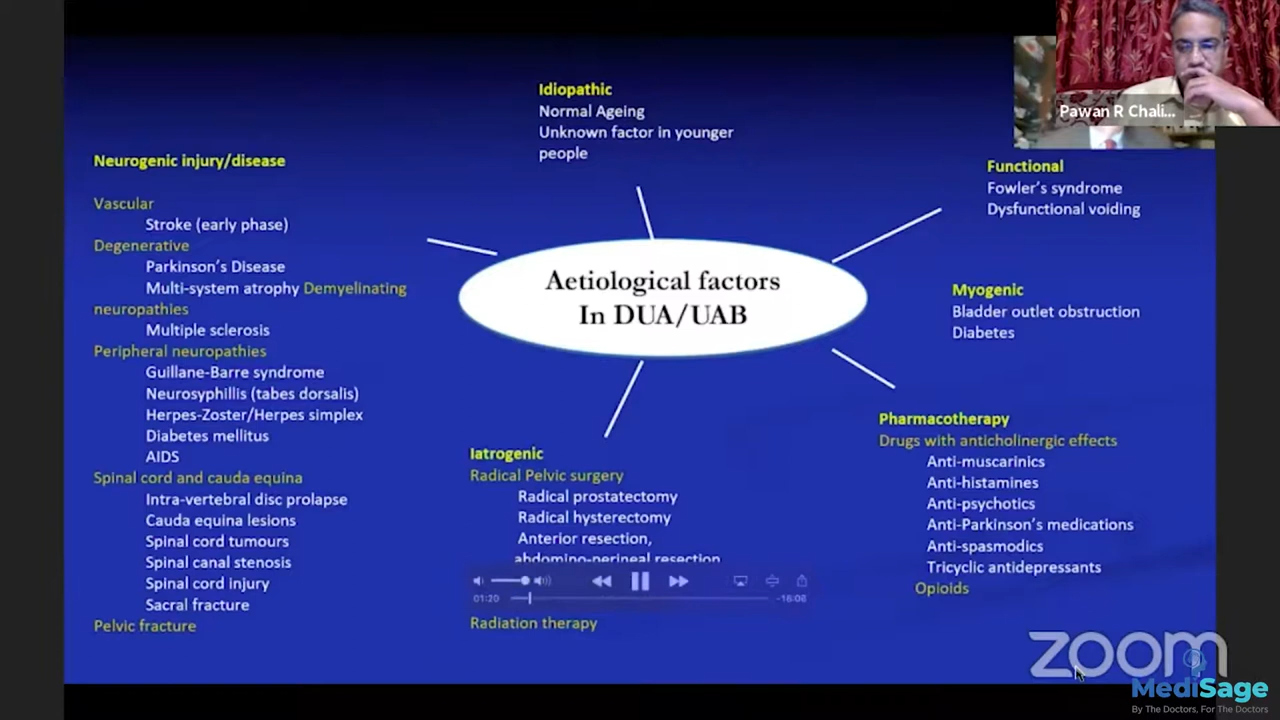 Pawan R Chali...
Idiopathic
Normal Ageing
Unknown factor in younger
people
Neurogenic injury/disease
Vascular
Stroke (early phase)
Degenerative
Parkinson's Disease
Multi-system atrophy Demyelinating
neuropathies
Multiple sclerosis
Peripheral neuropathies
Guillane-Barre syndrome
Neurosyphillis (tabes dorsalis)
Herpes-Zoster/Herpes simplex
Diabetes mellitus
AIDS
Spinal cord and cauda equina
Intra-vertebral disc prolapse
Cauda equina lesions
Spinal cord tumours
Spinal canal stenosis
Spinal cord injury
Sacral fracture
Pelvic fracture
Aetiological factors
In DUA/UAB
Functional
Fowler's syndrome
Dysfunctional voiding
Myogenic
Bladder outlet obstruction
Diabetes
Iatrogenic
Radical Pelvic surgery
Radical prostatectomy
Radical hysterectomy
Anterior resection,
abdomino-perineal resection
01:20
-16:08
Radiation therapy
Pharmacotherapy
Drugs with anticholinergic effects
Anti-muscarinics
Anti-histamines
Anti-psychotics
Anti-Parkinson's medications
Anti-spasmodics
Tricyclic antidepressants
Opioids
zoom
MediSage
By The Doctors, For The Doctors